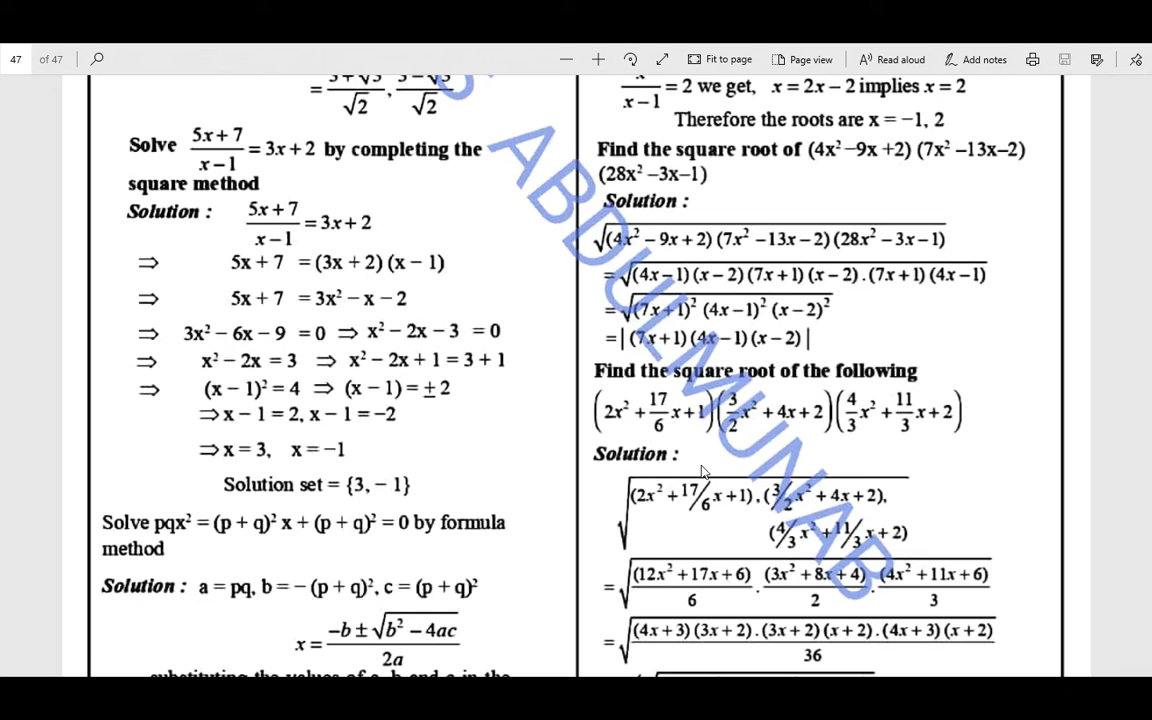 47 of 47
Fit to page
Page view
Read aloud
Add notes
= 3+√5/√2 , 3−√5/√2
Solve 5x+7/x−1 = 3x + 2 by completing the
square method
Solution : 5x+7/x−1 = 3x + 2
⇒ 5x + 7 = (3x + 2) (x − 1)
⇒ 5x + 7 = 3x² − x − 2
⇒ 3x² − 6x − 9 = 0 ⇒ x² − 2x − 3 = 0
⇒ x² − 2x = 3 ⇒ x² − 2x + 1 = 3 + 1
⇒ (x − 1)² = 4 ⇒ (x − 1) = ± 2
⇒ x − 1 = 2, x − 1 = −2
⇒ x = 3, x = −1
Solution set = {3, − 1}
Solve pqx² = (p + q)² x + (p + q)² = 0 by formula
method
Solution : a = pq, b = − (p + q)², c = (p + q)²
x = −b ± √b² − 4ac / 2a
substituting the values of a, b and c in the
x/x−1 = 2 we get, x = 2x − 2 implies x = 2
Therefore the roots are x = −1, 2
Find the square root of (4x² −9x +2) (7x² −13x−2)
(28x² −3x−1)
Solution :
√(4x² − 9x + 2) (7x² −13x − 2) (28x² − 3x − 1)
= √(4x − 1) (x − 2) (7x + 1) (x − 2) . (7x + 1) (4x − 1)
= √(7x + 1)² (4x − 1)² (x − 2)²
= | (7x + 1) (4x − 1) (x − 2) |
Find the square root of the following
(2x² + 17/6 x + 1) (3/2 x² + 4x + 2) (4/3 x² + 11/3 x + 2)
Solution :
√(2x² + 17/6 x + 1) . (3/2 x² + 4x + 2),
(4/3 x² + 11/3 x + 2)
= √(12x² + 17x + 6)/6 . (3x² + 8x + 4)/2 . (4x² + 11x + 6)/3
= √(4x + 3) (3x + 2) . (3x + 2) (x + 2) . (4x + 3) (x + 2) / 36
S ABDULMUNAB